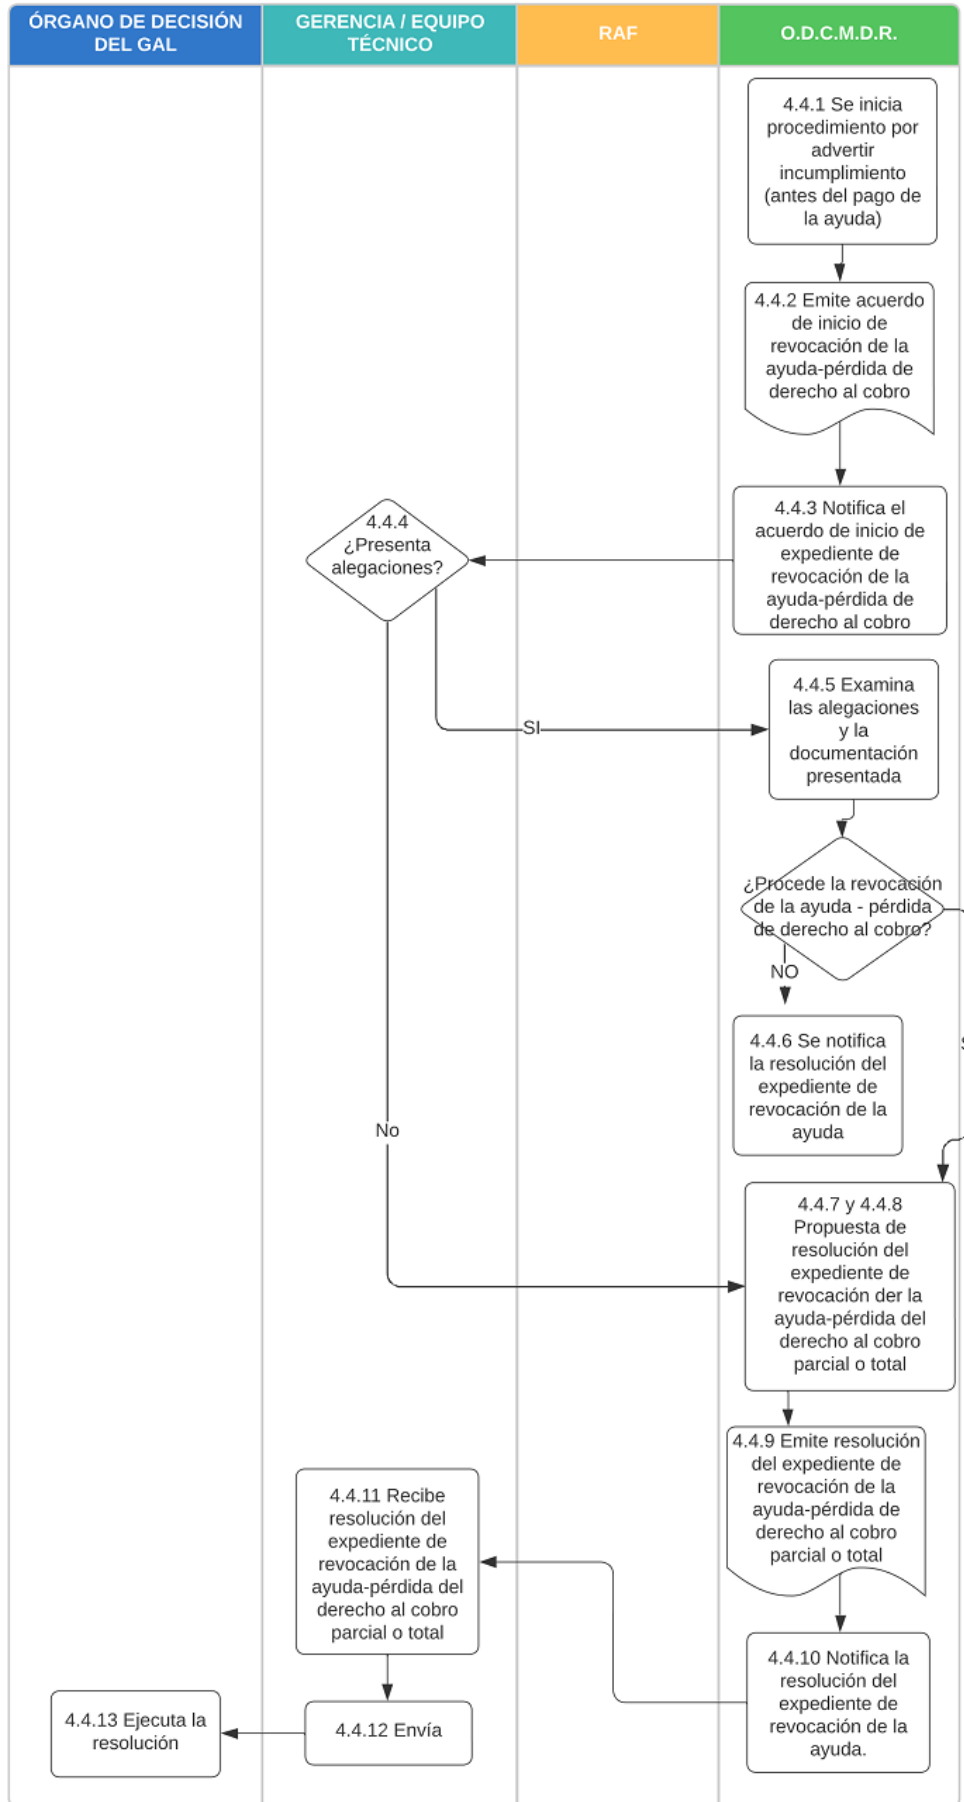 ÓRGANO DE DECISIÓN
DEL GAL
GERENCIA / EQUIPO
TÉCNICO
RAF
O.D.C.M.D.R.
4.4.1 Se inicia
procedimiento por
advertir
incumplimiento
(antes del pago de
la ayuda)
4.4.2 Emite acuerdo
de inicio de
revocación de la
ayuda-pérdida de
derecho al cobro
4.4.3 Notifica el
acuerdo de inicio de
expediente de
revocación de la
ayuda-pérdida de
derecho al cobro
4.4.4
¿Presenta
alegaciones?
4.4.5 Examina
las alegaciones
y la
documentación
presentada
SI
¿Procede la revocación
de la ayuda - pérdida
de derecho al cobro?
NO
4.4.6 Se notifica
la resolución del
expediente de
revocación de la
ayuda
No
4.4.7 y 4.4.8
Propuesta de
resolución del
expediente de
revocación der la
ayuda-pérdida del
derecho al cobro
parcial o total
4.4.9 Emite resolución
del expediente de
revocación de la
ayuda-pérdida de
derecho al cobro
parcial o total
4.4.11 Recibe
resolución del
expediente de
revocación de la
ayuda-pérdida del
derecho al cobro
parcial o total
4.4.10 Notifica la
resolución del
expediente de
revocación de la
ayuda.
4.4.12 Envía
4.4.13 Ejecuta la
resolución